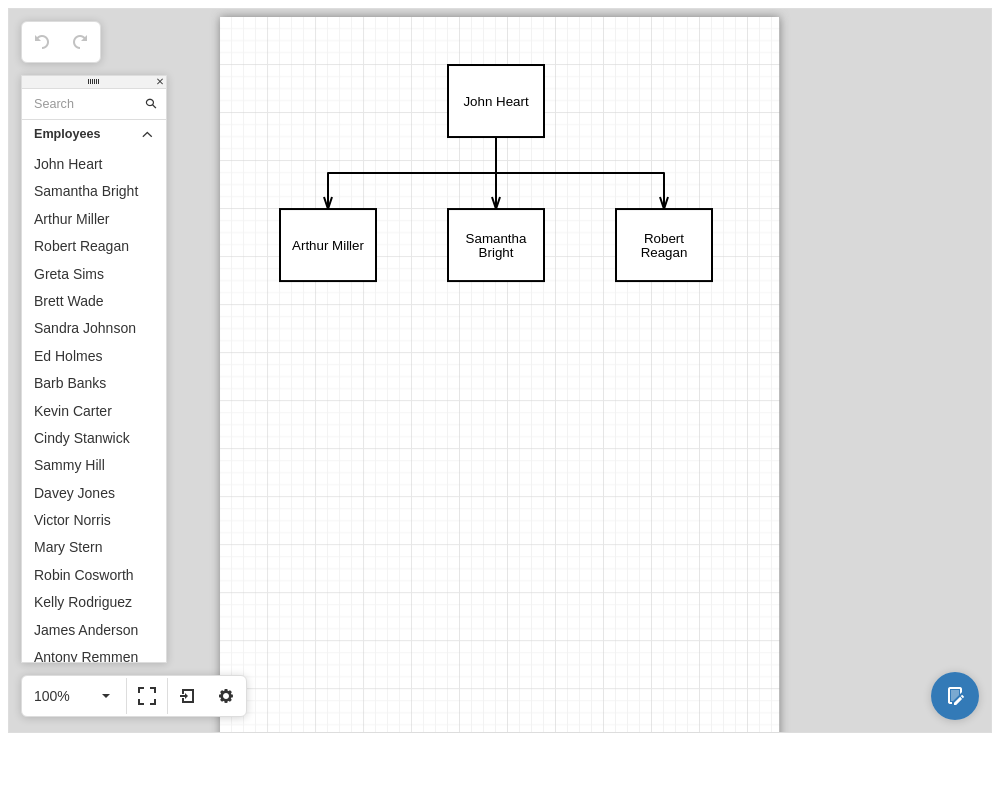 Search
Employees
John Heart
Samantha Bright
Arthur Miller
Robert Reagan
Greta Sims
Brett Wade
Sandra Johnson
Ed Holmes
Barb Banks
Kevin Carter
Cindy Stanwick
Sammy Hill
Davey Jones
Victor Norris
Mary Stern
Robin Cosworth
Kelly Rodriguez
James Anderson
Antony Remmen
100%
John Heart
Arthur Miller
Samantha
Bright
Robert
Reagan